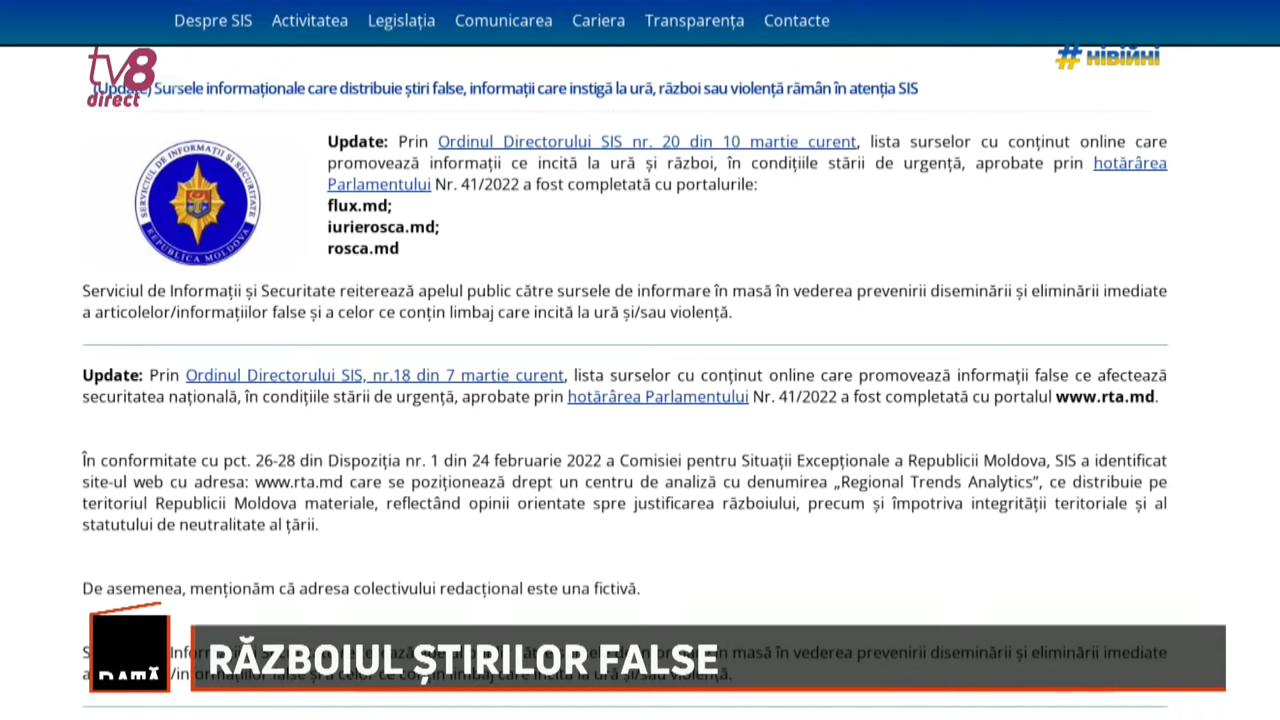 Despre SIS Activitatea Legislația Comunicarea Cariera Transparența Contacte
tv8
direct
#НІВІЙНІ
(Update) Sursele informaționale care distribuie știri false, informații care instigă la ură, război sau violență rămân în atenția SIS
SERVICIUL DE INFORMAȚII ȘI SECURITATE
REPUBLICA MOLDOVA
Update: Prin Ordinul Directorului SIS nr. 20 din 10 martie curent, lista surselor cu conținut online care
promovează informații ce incită la ură și război, în condițiile stării de urgență, aprobate prin hotărârea
Parlamentului Nr. 41/2022 a fost completată cu portalurile:
flux.md;
iurierosca.md;
rosca.md
Serviciul de Informații și Securitate reiterează apelul public către sursele de informare în masă în vederea prevenirii diseminării și eliminării imediate
a articolelor/informațiilor false și a celor ce conțin limbaj care incită la ură și/sau violență.
Update: Prin Ordinul Directorului SIS, nr.18 din 7 martie curent, lista surselor cu conținut online care promovează informații false ce afectează
securitatea națională, în condițiile stării de urgență, aprobate prin hotărârea Parlamentului Nr. 41/2022 a fost completată cu portalul www.rta.md.
În conformitate cu pct. 26-28 din Dispoziția nr. 1 din 24 februarie 2022 a Comisiei pentru Situații Excepționale a Republicii Moldova, SIS a identificat
site-ul web cu adresa: www.rta.md care se poziționează drept un centru de analiză cu denumirea „Regional Trends Analytics”, ce distribuie pe
teritoriul Republicii Moldova materiale, reflectând opinii orientate spre justificarea războiului, precum și împotriva integrității teritoriale și al
statutului de neutralitate al țării.
De asemenea, menționăm că adresa colectivului redacțional este una fictivă.
în masă în vederea prevenirii diseminării și eliminării imediate
RĂZBOIUL ȘTIRILOR FALSE